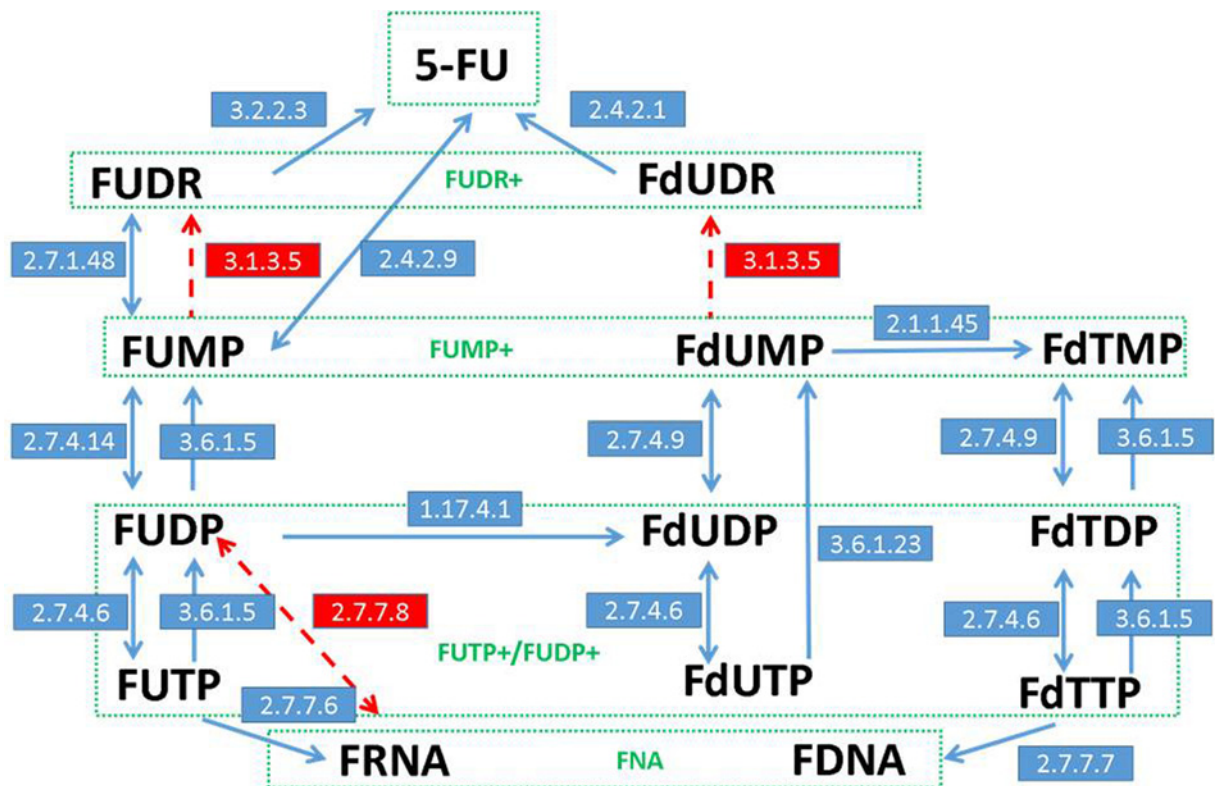 5-FU
3.2.2.3
2.4.2.1
FUDR
FUDR+
FdUDR
2.7.1.48
3.1.3.5
2.4.2.9
3.1.3.5
2.1.1.45
FUMP
FUMP+
FdUMP
FdTMP
2.7.4.14
3.6.1.5
2.7.4.9
2.7.4.9
3.6.1.5
1.17.4.1
FUDP
FdUDP
3.6.1.23
FdTDP
2.7.4.6
3.6.1.5
2.7.7.8
2.7.4.6
2.7.4.6
3.6.1.5
FUTP+/FUDP+
FUTP
FdUTP
FdTTP
2.7.7.6
FRNA
FNA
FDNA
2.7.7.7